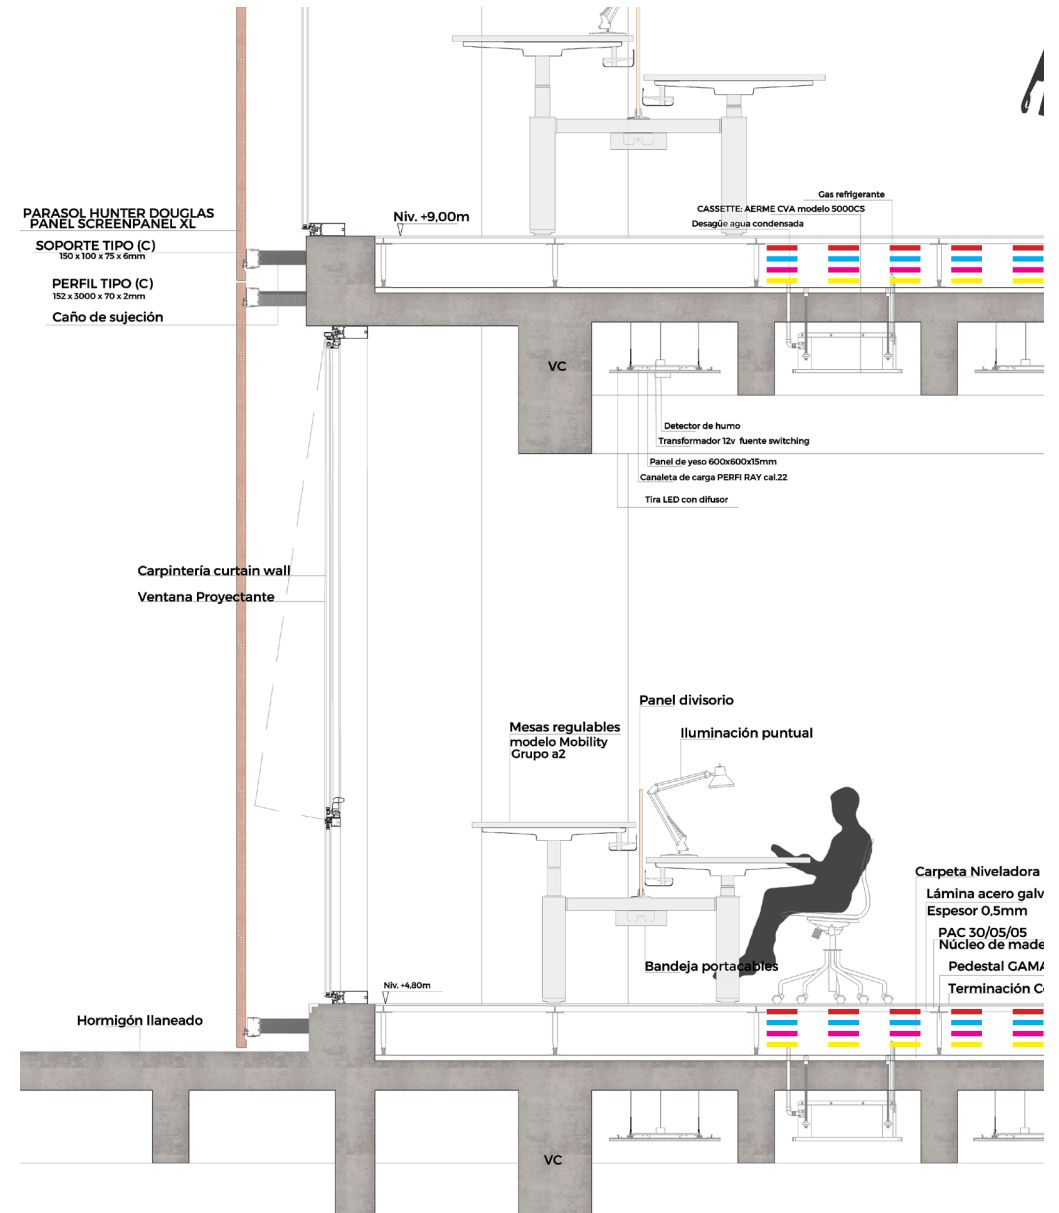 Gas refrigerante
CASSETTE: AERME CVA modelo 5000CS
Desagüe agua condensada
Niv. +9,00m
PARASOL HUNTER DOUGLAS
PANEL SCREENPANEL XL
SOPORTE TIPO (C)
150 x 100 x 75 x 6mm
PERFIL TIPO (C)
152 x 3000 x 70 x 2mm
Caño de sujeción
VC
Detector de humo
Transformador 12v fuente switching
Panel de yeso 600x600x15mm
Canaleta de carga PERFI RAY cal.22
Tira LED con difusor
Carpintería curtain wall
Ventana Proyectante
Panel divisorio
Mesas regulables
modelo Mobility
Grupo a2
Iluminación puntual
Carpeta Niveladora
Lámina acero galv
Espesor 0,5mm
PAC 30/05/05
Núcleo de made
Pedestal GAMA
Terminación Co
Bandeja portacables
Niv. +4,80m
Hormigón llaneado
VC